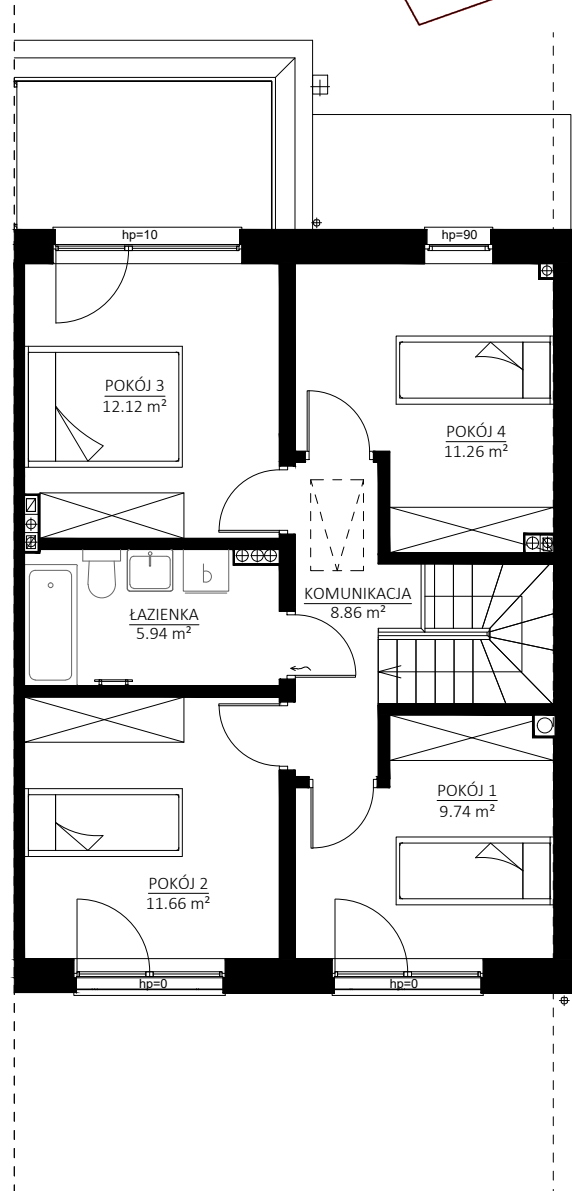 hp=10
hp=90
POKÓJ 3
12.12 m²
POKÓJ 4
11.26 m²
KOMUNIKACJA
8.86 m²
b
ŁAZIENKA
5.94 m²
POKÓJ 1
9.74 m²
POKÓJ 2
11.66 m²
hp=0
hp=0